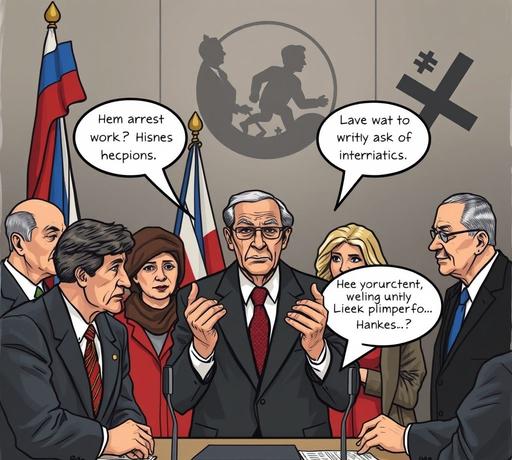 Hem arrest
work? Hisnes
hecpions.
Lave wat to
writly ask of
interriatics.
Hee yorurctent,
weling untly
Lieek plimperfo...
Hankes..?